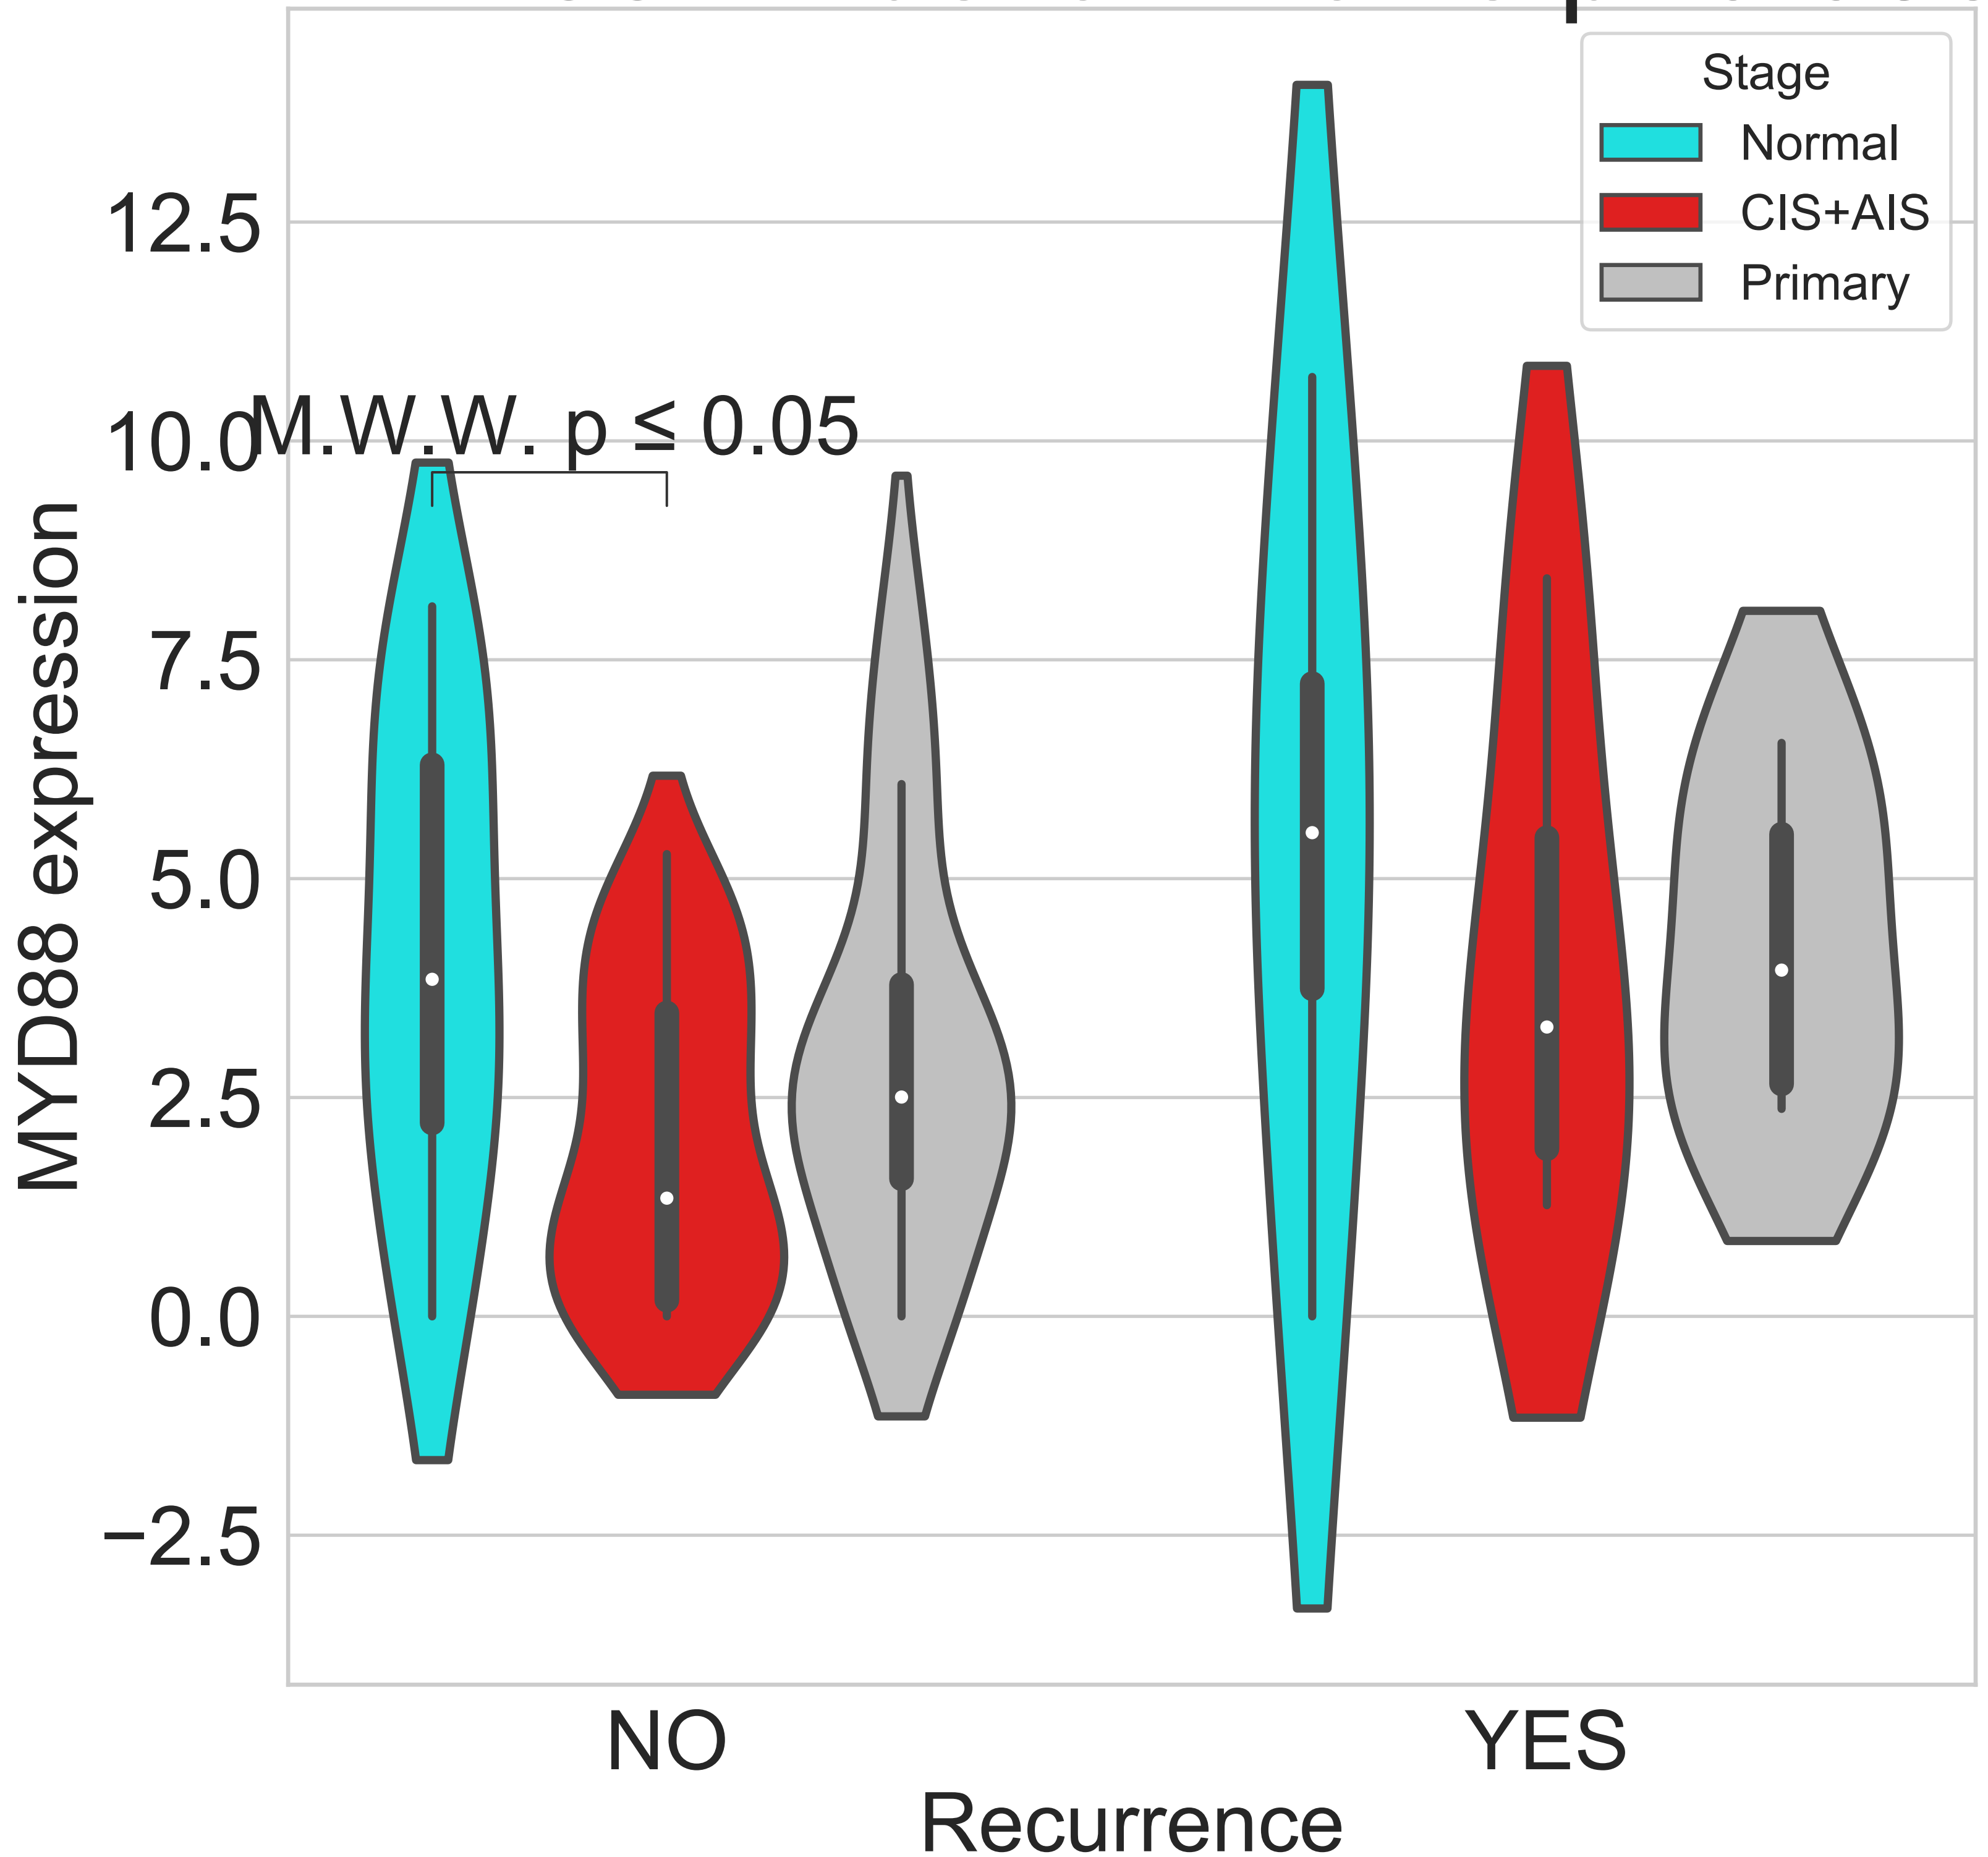 Stage
Normal
CIS+AIS
Primary
12.5
10.0
7.5
5.0
2.5
0.0
−2.5
M.W.W. p ≤ 0.05
MYD88 expression
NO
YES
Recurrence